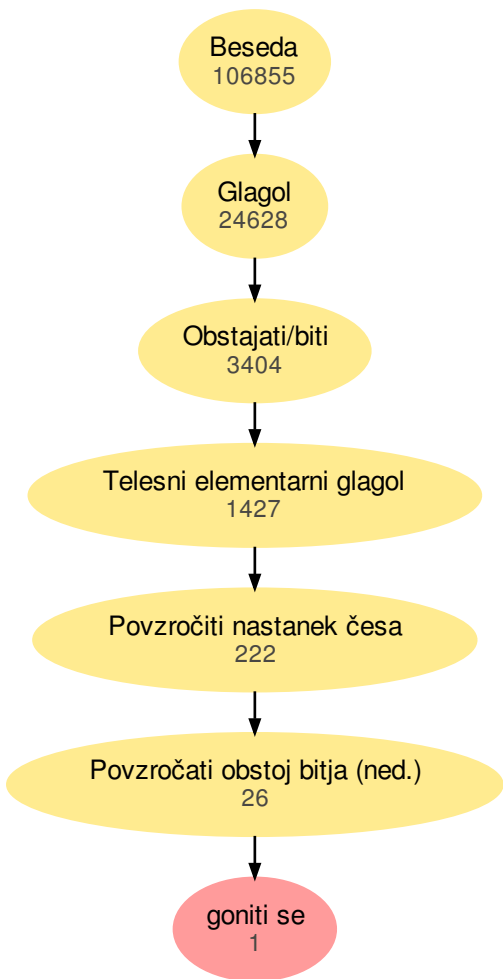 Beseda
106855
Glagol
24628
Obstajati/biti
3404
Telesni elementarni glagol
1427
Povzročiti nastanek česa
222
Povzročati obstoj bitja (ned.)
26
goniti se
1